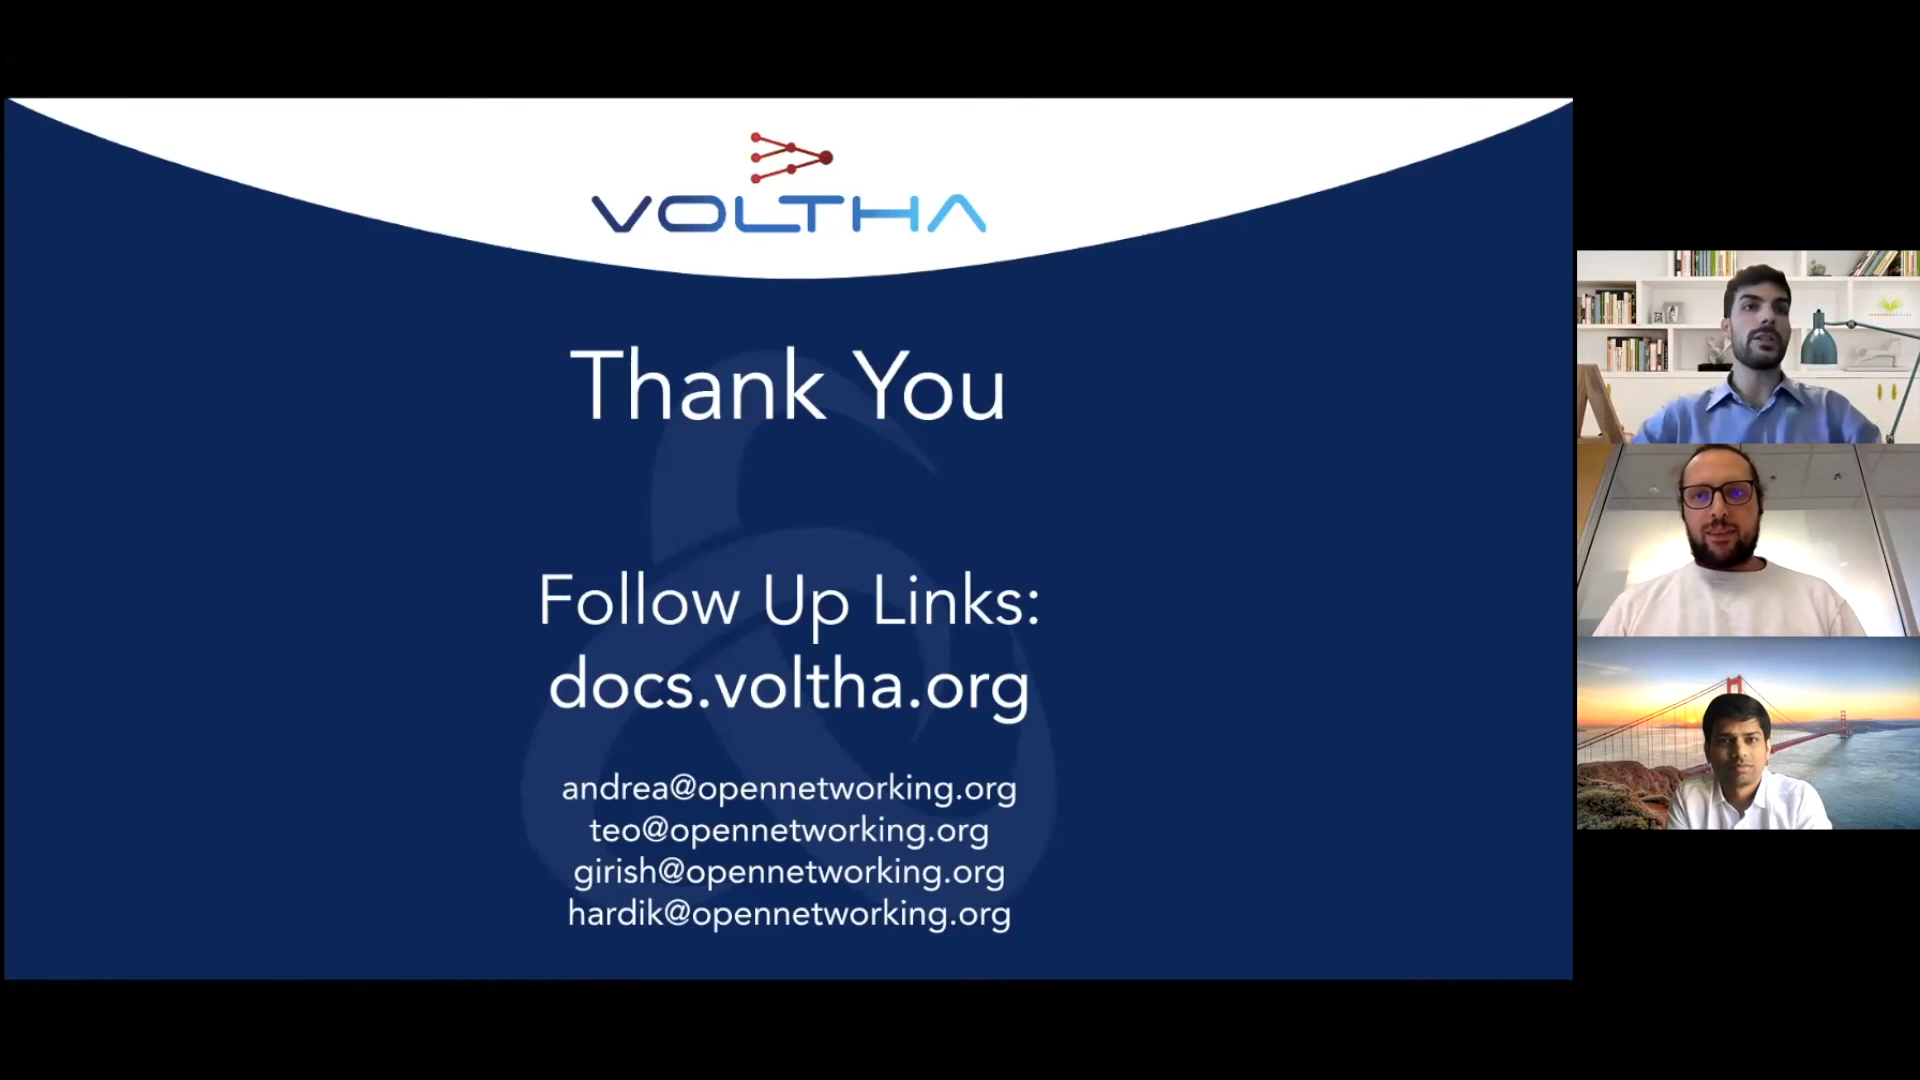 VOLTHA
Thank You
Follow Up Links:
docs.voltha.org
andrea@opennetworking.org
teo@opennetworking.org
girish@opennetworking.org
hardik@opennetworking.org